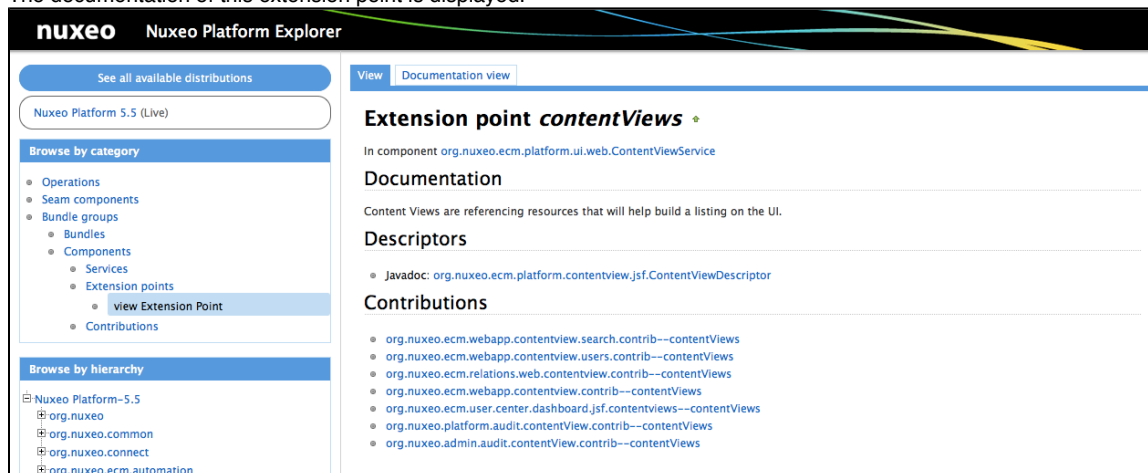 The documentation of this extension point is displayed.
nuxeo Nuxeo Platform Explorer
See all available distributions
Nuxeo Platform 5.5 (Live)
Browse by category
Operations
Seam components
Bundle groups
Bundles
Components
Services
Extension points
view Extension Point
Contributions
Browse by hierarchy
Nuxeo Platform-5.5
org.nuxeo
org.nuxeo.common
org.nuxeo.connect
org.nuxeo.ecm.automation
View Documentation view
Extension point contentViews
In component org.nuxeo.ecm.platform.ui.web.ContentViewService
Documentation
Content Views are referencing resources that will help build a listing on the UI.
Descriptors
Javadoc: org.nuxeo.ecm.platform.contentview.jsf.ContentViewDescriptor
Contributions
org.nuxeo.ecm.webapp.contentview.search.contrib--contentViews
org.nuxeo.ecm.webapp.contentview.users.contrib--contentViews
org.nuxeo.ecm.relations.web.contentview.contrib--contentViews
org.nuxeo.ecm.webapp.contentview.contrib--contentViews
org.nuxeo.ecm.user.center.dashboard.jsf.contentviews--contentViews
org.nuxeo.platform.audit.contentView.contrib--contentViews
org.nuxeo.admin.audit.contentView.contrib--contentViews